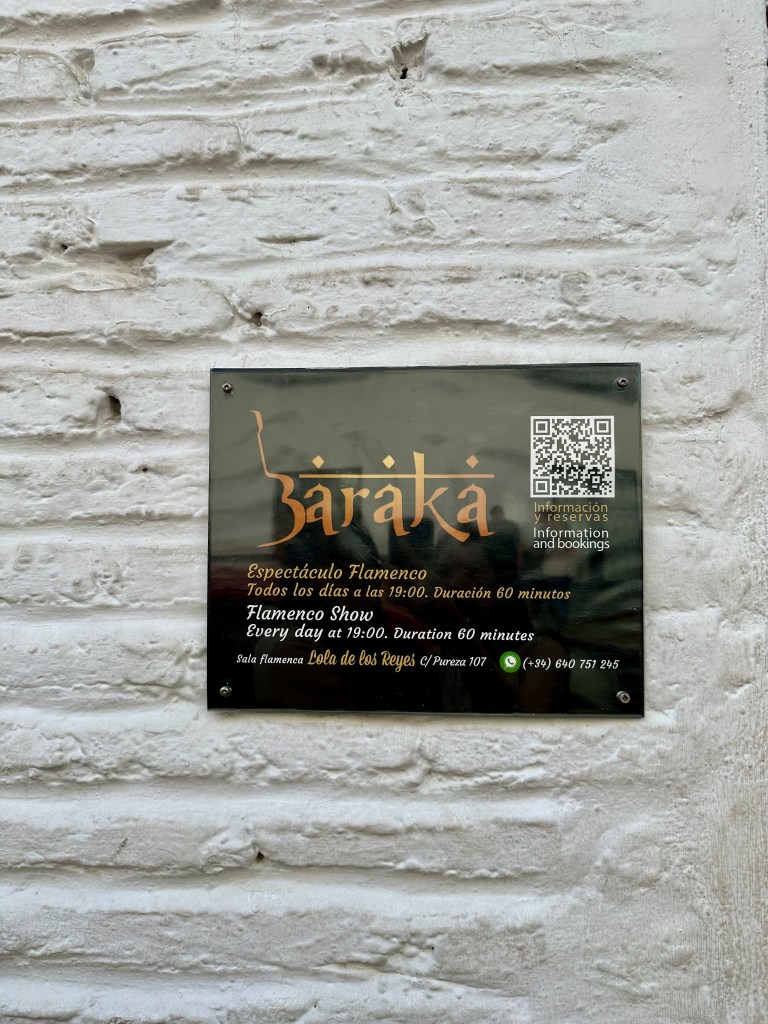 Baraka
Información
y reservas
Information
and bookings
Espectáculo Flamenco
Todos los días a las 19:00. Duración 60 minutos
Flamenco Show
Every day at 19:00. Duration 60 minutes
Sala flamenca Lola de los Reyes C/ Pureza 107 (+34) 640 751 245